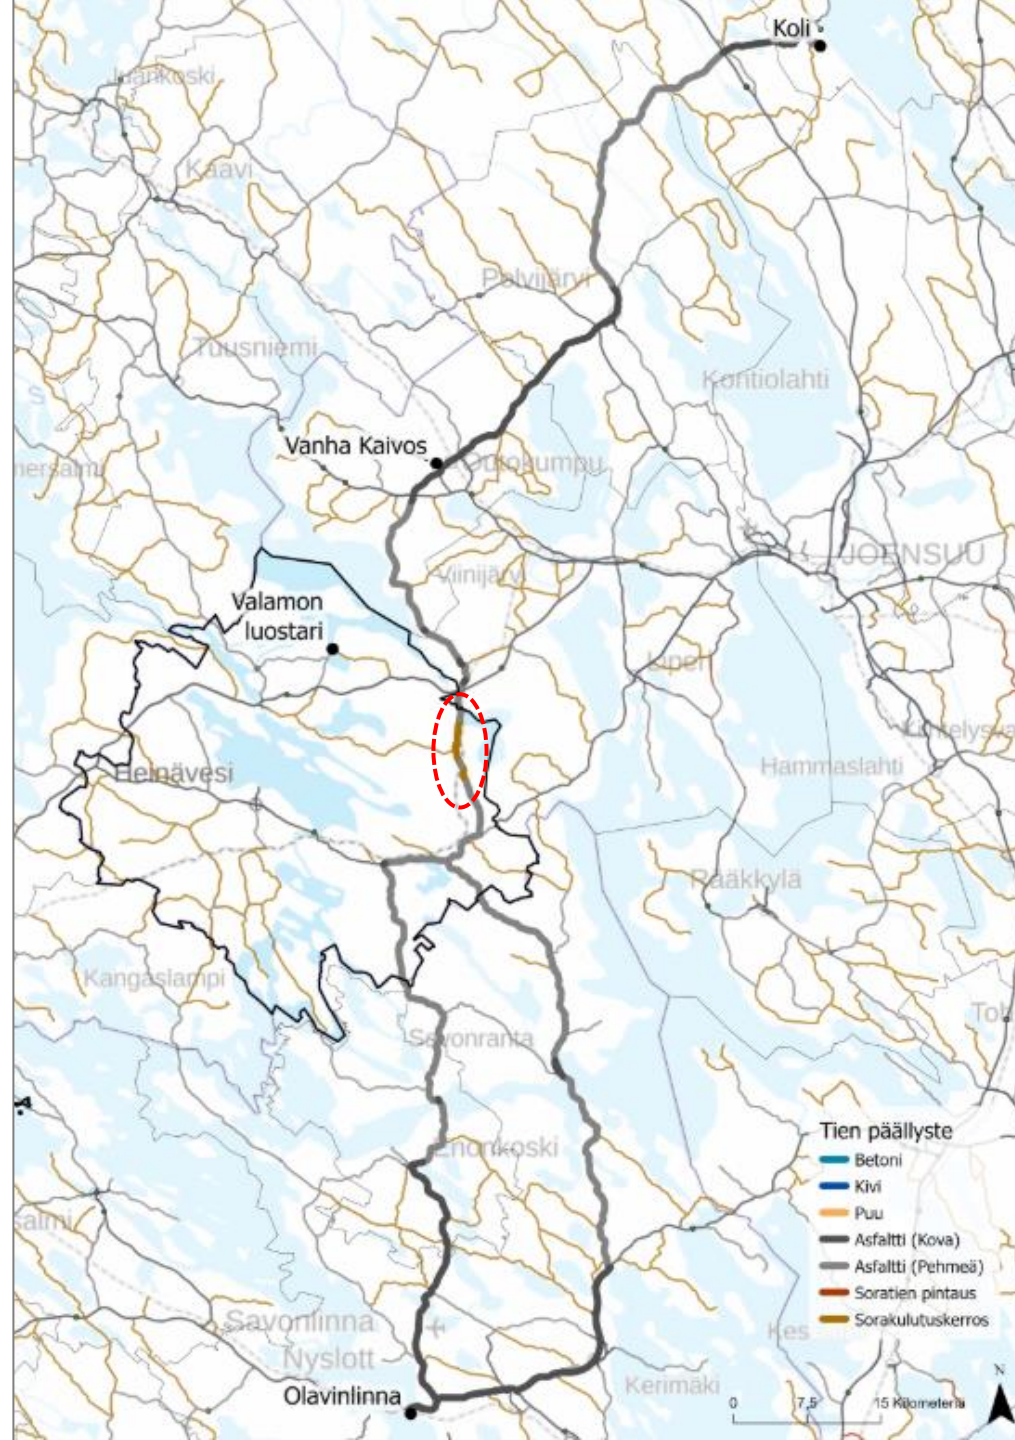 Koli
Juankoski
Kaavi
Polvijärvi
Tuusniemi
Kontiolahti
S
Vanha Kaivos
Outokumpu
JOENSUU
Viinijärvi
Valamon
luostari
Liperi
Heinävesi
Hammaslahti
Rääkkylä
Kangaslampi
Toh
Savonranta
Enonkoski
Tien päällyste
Betoni
Kivi
Puu
Asfaltti (Kova)
Asfaltti (Pehmeä)
Soratien pintaus
Sorakulutuskerros
Savonlinna
Nyslott
Kes
Olavinlinna
Kerimäki
N
0 7,5 15 Kilometeriä